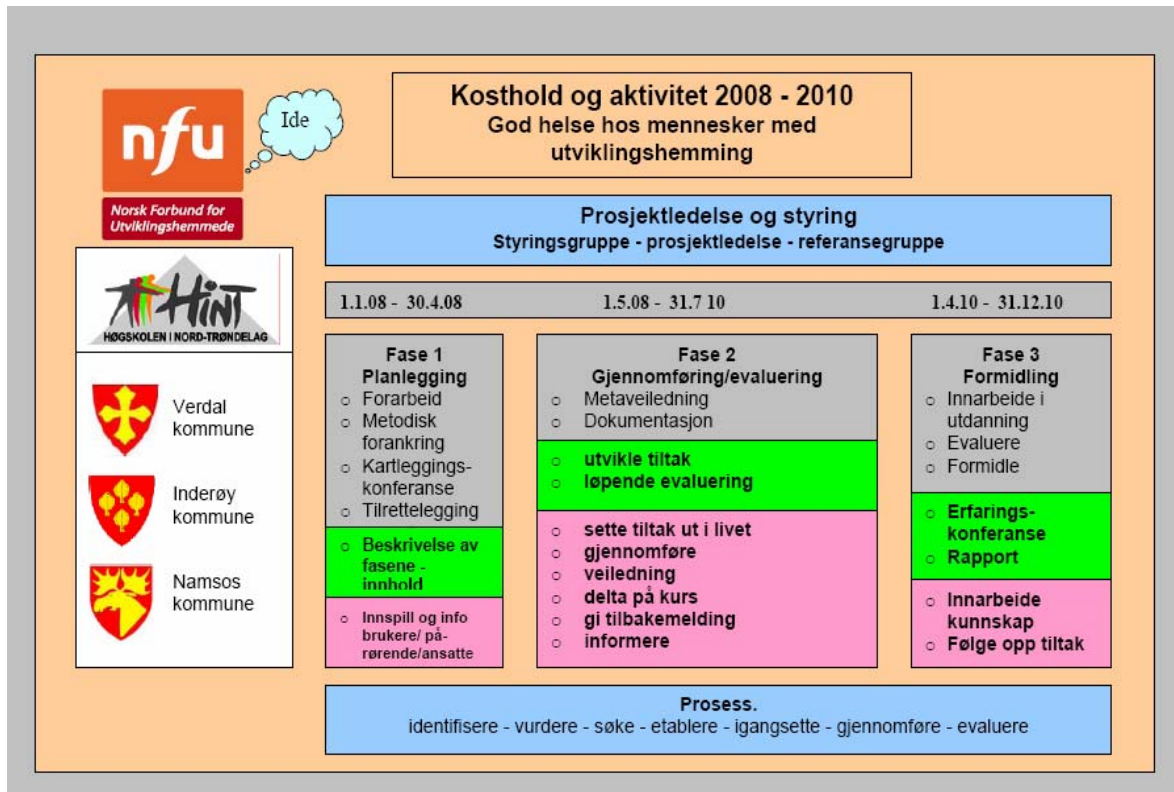 nfu
Norsk Forbund for
Utviklingshemmede
Ide
Kosthold og aktivitet 2008 - 2010
God helse hos mennesker med
utviklingshemming
Prosjektledelse og styring
Styringsgruppe - prosjektledelse - referansegruppe
HiNT
HØGSKOLEN I NORD-TRØNDELAG
Verdal
kommune
Inderøy
kommune
Namsos
kommune
1.1.08 - 30.4.08
1.5.08 - 31.7 10
1.4.10 - 31.12.10
Fase 1
Planlegging
o Forarbeid
o Metodisk
forankring
o Kartleggings-
konferanse
o Tilrettelegging
o Beskrivelse av
fasene -
innhold
o Innspill og info
brukere/ på-
rørende/ansatte
Fase 2
Gjennomføring/evaluering
o Metaveiledning
o Dokumentasjon
o utvikle tiltak
o løpende evaluering
o sette tiltak ut i livet
o gjennomføre
o veiledning
o delta på kurs
o gi tilbakemelding
o informere
Fase 3
Formidling
o Innarbeide i
utdanning
o Evaluere
o Formidle
o Erfarings-
konferanse
o Rapport
o Innarbeide
kunnskap
o Følge opp tiltak
Prosess.
identifisere - vurdere - søke - etablere - igangsette - gjennomføre - evaluere